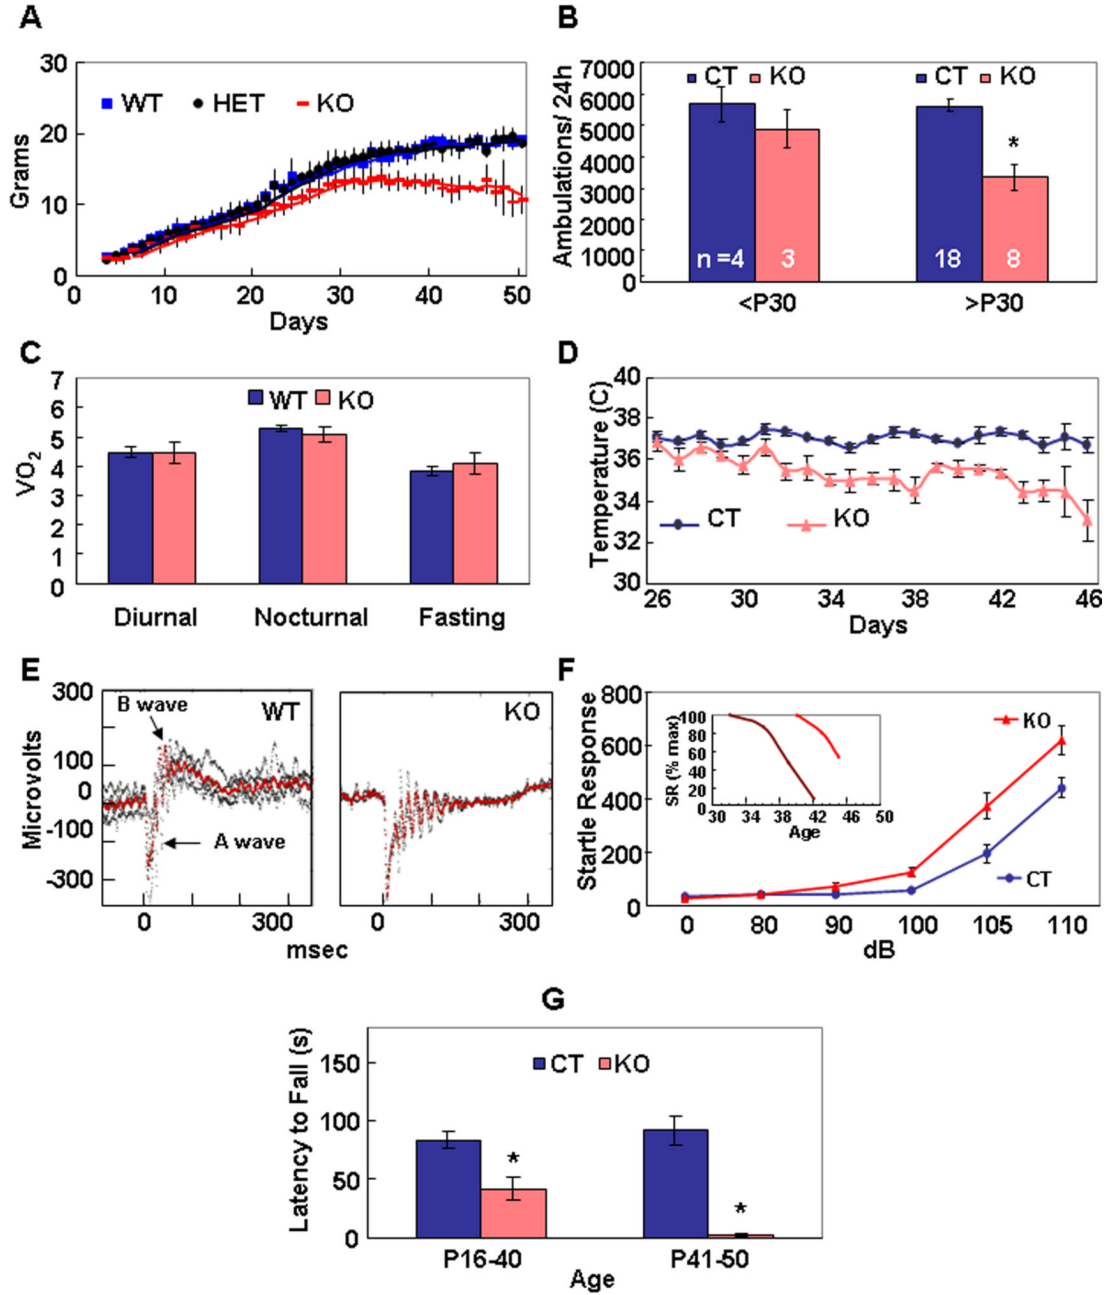 A
Grams
30
20
10
0
WT HET KO
0 10 20 30 40 50
Days
B
Ambulations/ 24h
7000
6000
5000
4000
3000
2000
1000
0
CT KO CT KO
*
n =4 3 18 8
<P30 >P30
C
VO2
7
6
5
4
3
2
1
0
WT KO
Diurnal Nocturnal Fasting
D
Temperature (C)
40
38
36
34
32
30
CT KO
26 30 34 38 42 46
Days
E
Microvolts
300
100
0
-100
-300
B wave
WT
A wave
KO
0 300 0 300
msec
F
Startle Response
800
600
400
200
0
SR (% max)
100
80
60
40
20
0
30 34 38 42 46 50
Age
KO
CT
0 80 90 100 105 110
dB
G
Latency to Fall (s)
150
100
50
0
CT KO
*
*
P16-40 P41-50
Age